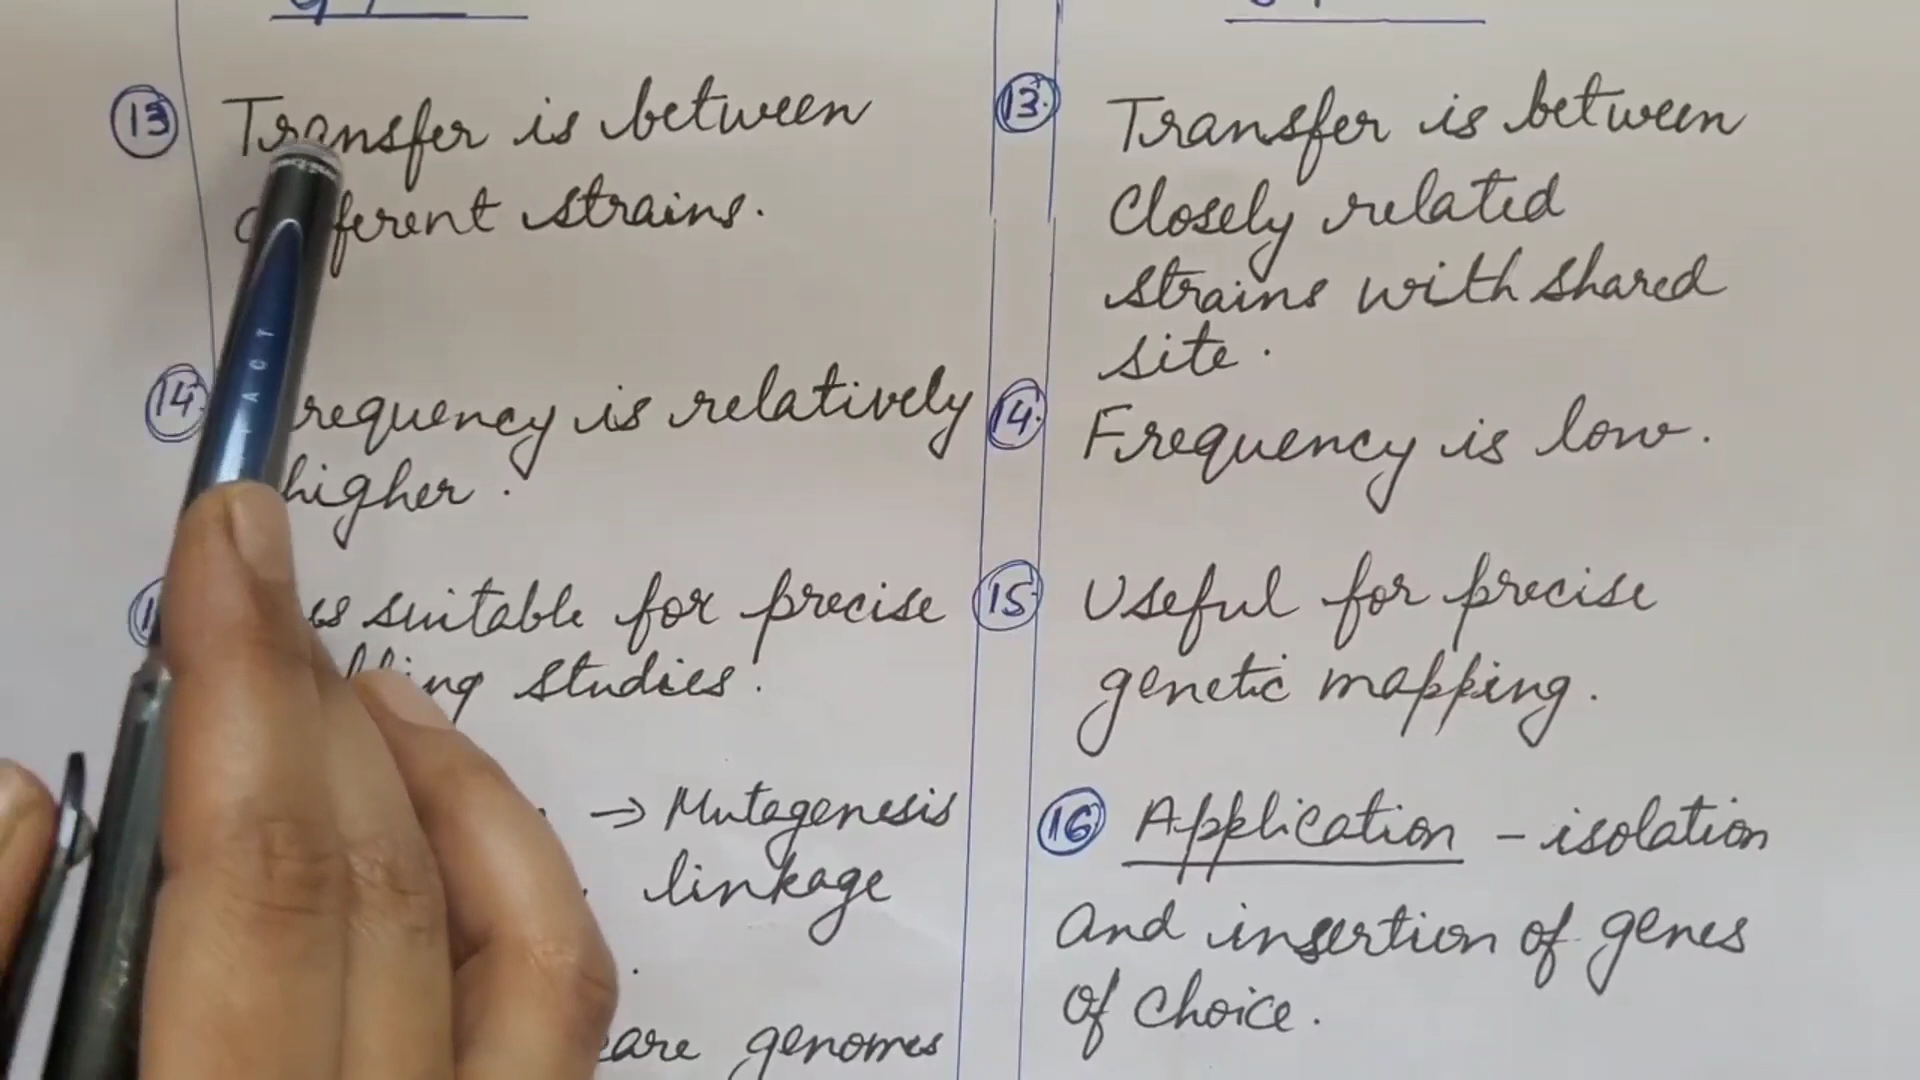 13 Transfer is between
strains.
14. is relatively
higher.
suitable for precise
studies.
→ Mutagenesis
linkage
genomes
13. Transfer is between
Closely related
strains with shared
site.
14. Frequency is low.
15. Useful for precise
genetic mapping.
16. Application - isolation
and insertion of genes
of choice.